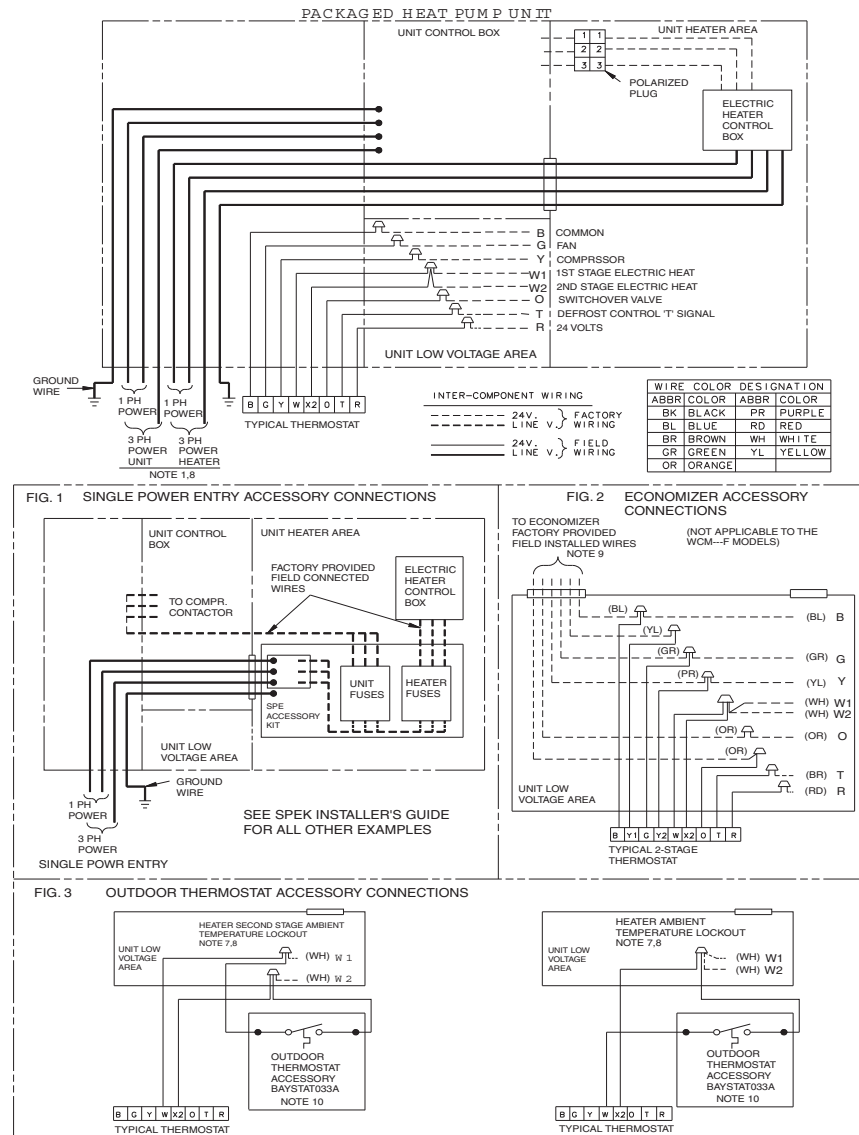 PACKAGED HEAT PUMP UNIT
UNIT CONTROL BOX
UNIT HEATER AREA
1 1
2 2
3 3
POLARIZED
PLUG
ELECTRIC
HEATER
CONTROL
BOX
B COMMON
G FAN
Y COMPRSSOR
W1 1ST STAGE ELECTRIC HEAT
W2 2ND STAGE ELECTRIC HEAT
O SWITCHOVER VALVE
T DEFROST CONTROL 'T' SIGNAL
R 24 VOLTS
UNIT LOW VOLTAGE AREA
GROUND
WIRE
1 PH
POWER
1 PH
POWER
3 PH
POWER
UNIT
3 PH
POWER
HEATER
NOTE 1,8
B G Y W X2 O T R
TYPICAL THERMOSTAT
INTER-COMPONENT WIRING
24V.
LINE V.
FACTORY
WIRING
24V.
LINE V.
FIELD
WIRING
WIRE COLOR DESIGNATION
ABBR COLOR ABBR COLOR
BK BLACK PR PURPLE
BL BLUE RD RED
BR BROWN WH WHITE
GR GREEN YL YELLOW
OR ORANGE
FIG. 1 SINGLE POWER ENTRY ACCESSORY CONNECTIONS
UNIT CONTROL
BOX
UNIT HEATER AREA
FACTORY PROVIDED
FIELD CONNECTED
WIRES
ELECTRIC
HEATER
CONTROL
BOX
TO COMPR.
CONTACTOR
UNIT
FUSES
HEATER
FUSES
SPE
ACCESSORY
KIT
UNIT LOW
VOLTAGE AREA
GROUND
WIRE
1 PH
POWER
3 PH
POWER
SINGLE POWR ENTRY
SEE SPEK INSTALLER'S GUIDE
FOR ALL OTHER EXAMPLES
FIG. 2 ECONOMIZER ACCESSORY
CONNECTIONS
TO ECONOMIZER
FACTORY PROVIDED
FIELD INSTALLED WIRES
NOTE 9
(NOT APPLICABLE TO THE
WCM---F MODELS)
(BL) (BL) B
(YL)
(GR) (GR) G
(PR) (YL) Y
(WH) W1
(WH) W2
(OR) (OR) O
(OR)
(BR) T
(RD) R
UNIT LOW
VOLTAGE AREA
B Y1 G Y2 W X2 O T R
TYPICAL 2-STAGE
THERMOSTAT
FIG. 3 OUTDOOR THERMOSTAT ACCESSORY CONNECTIONS
HEATER SECOND STAGE AMBIENT
TEMPERATURE LOCKOUT
NOTE 7,8
UNIT LOW
VOLTAGE
AREA
(WH) W 1
(WH) W 2
OUTDOOR
THERMOSTAT
ACCESSORY
BAYSTAT033A
NOTE 10
B G Y W X2 O T R
TYPICAL THERMOSTAT
HEATER AMBIENT
TEMPERATURE LOCKOUT
NOTE 7,8
UNIT LOW
VOLTAGE
AREA
(WH) W1
(WH) W2
OUTDOOR
THERMOSTAT
ACCESSORY
BAYSTAT033A
NOTE 10
B G Y W X2 O T R
TYPICAL THERMOSTAT